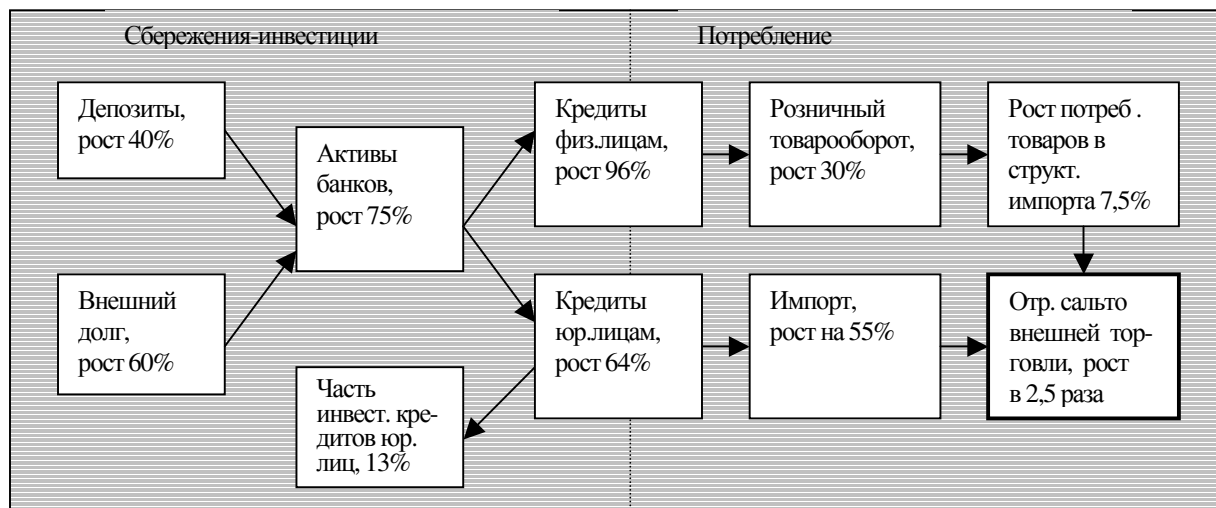 Сбережения-инвестиции
Потребление
Депозиты,
рост 40%
Активы
банков,
рост 75%
Кредиты
физ.лицам,
рост 96%
Розничный
товарооборот,
рост 30%
Рост потреб .
товаров в
структ.
импорта 7,5%
Внешний
долг,
рост 60%
Часть
инвест. кре-
дитов юр.
лиц, 13%
Кредиты
юр.лицам,
рост 64%
Импорт,
рост на 55%
Отр. сальто
внешней тор-
говли, рост
в 2,5 раза